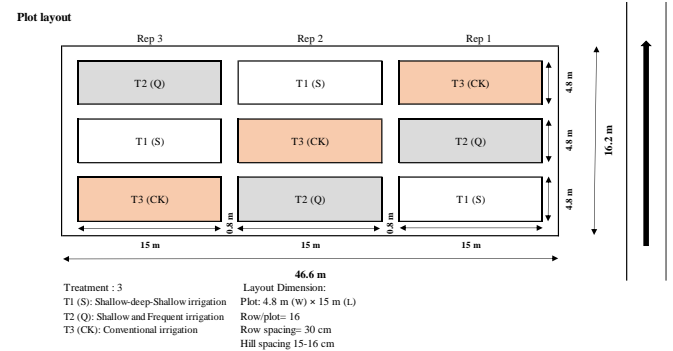 Plot layout
Rep 3 Rep 2 Rep 1
T2 (Q) T1 (S) T3 (CK) 4.8 m
T1 (S) T3 (CK) T2 (Q) 4.8 m 16.2 m
T3 (CK) T2 (Q) T1 (S) 4.8 m
0.8 m 0.8 m
15 m 15 m 15 m
46.6 m
Treatment : 3 Layout Dimension:
T1 (S): Shallow-deep-Shallow irrigation Plot: 4.8 m (W) × 15 m (L)
T2 (Q): Shallow and Frequent irrigation Row/plot= 16
T3 (CK): Conventional irrigation Row spacing= 30 cm
Hill spacing 15-16 cm